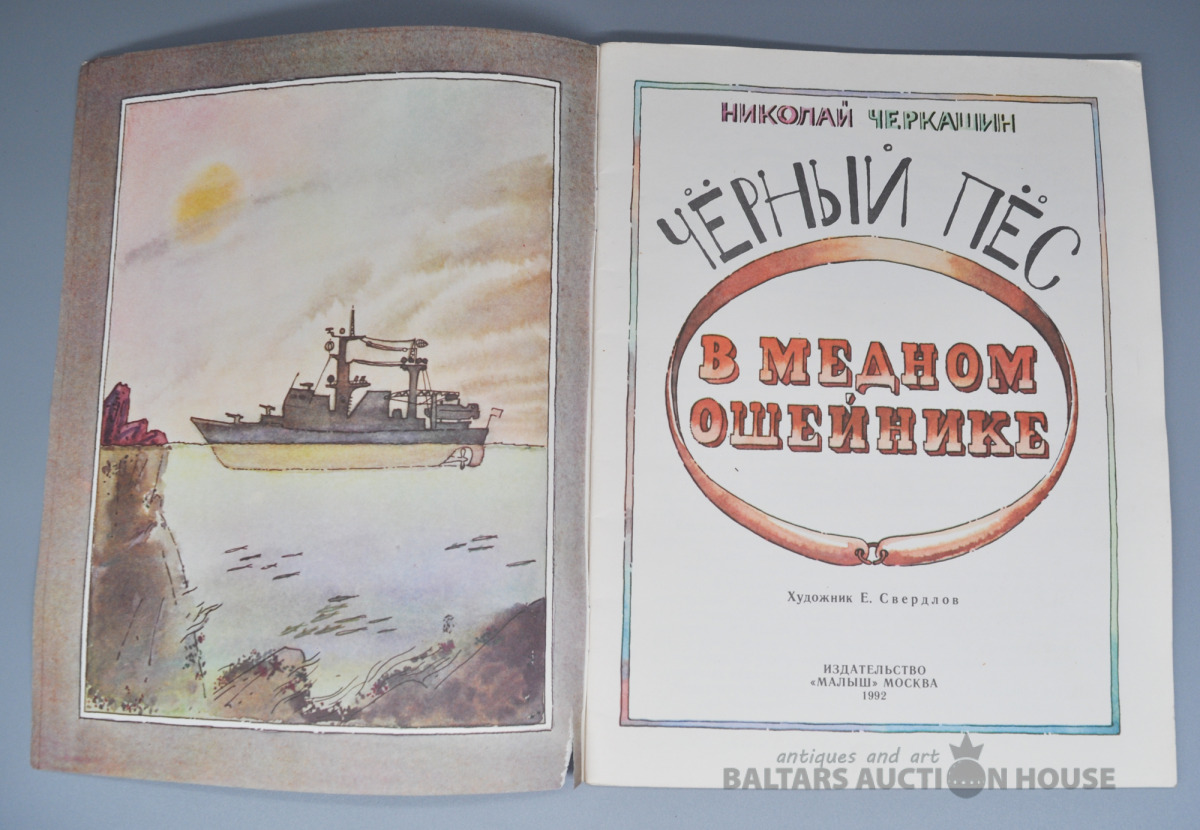 НИКОЛАЙ ЧЕРКАШИН
ЧЁРНЫЙ ПЁС
В МЕДНОМ
ОШЕЙНИКЕ
Художник Е. Свердлов
ИЗДАТЕЛЬСТВО
«МАЛЫШ» МОСКВА
1992
antiques and art
BALTARS AUCTION HOUSE